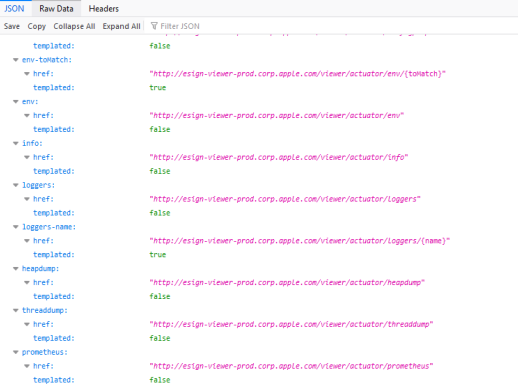 JSON Raw Data Headers
Save Copy Collapse All Expand All Filter JSON
templated: false
env-toMatch:
href: "http://esign-viewer-prod.corp.apple.com/viewer/actuator/env/{toMatch}"
templated: true
env:
href: "http://esign-viewer-prod.corp.apple.com/viewer/actuator/env"
templated: false
info:
href: "http://esign-viewer-prod.corp.apple.com/viewer/actuator/info"
templated: false
loggers:
href: "http://esign-viewer-prod.corp.apple.com/viewer/actuator/loggers"
templated: false
loggers-name:
href: "http://esign-viewer-prod.corp.apple.com/viewer/actuator/loggers/{name}"
templated: true
heapdump:
href: "http://esign-viewer-prod.corp.apple.com/viewer/actuator/heapdump"
templated: false
threaddump:
href: "http://esign-viewer-prod.corp.apple.com/viewer/actuator/threaddump"
templated: false
prometheus:
href: "http://esign-viewer-prod.corp.apple.com/viewer/actuator/prometheus"
templated: false